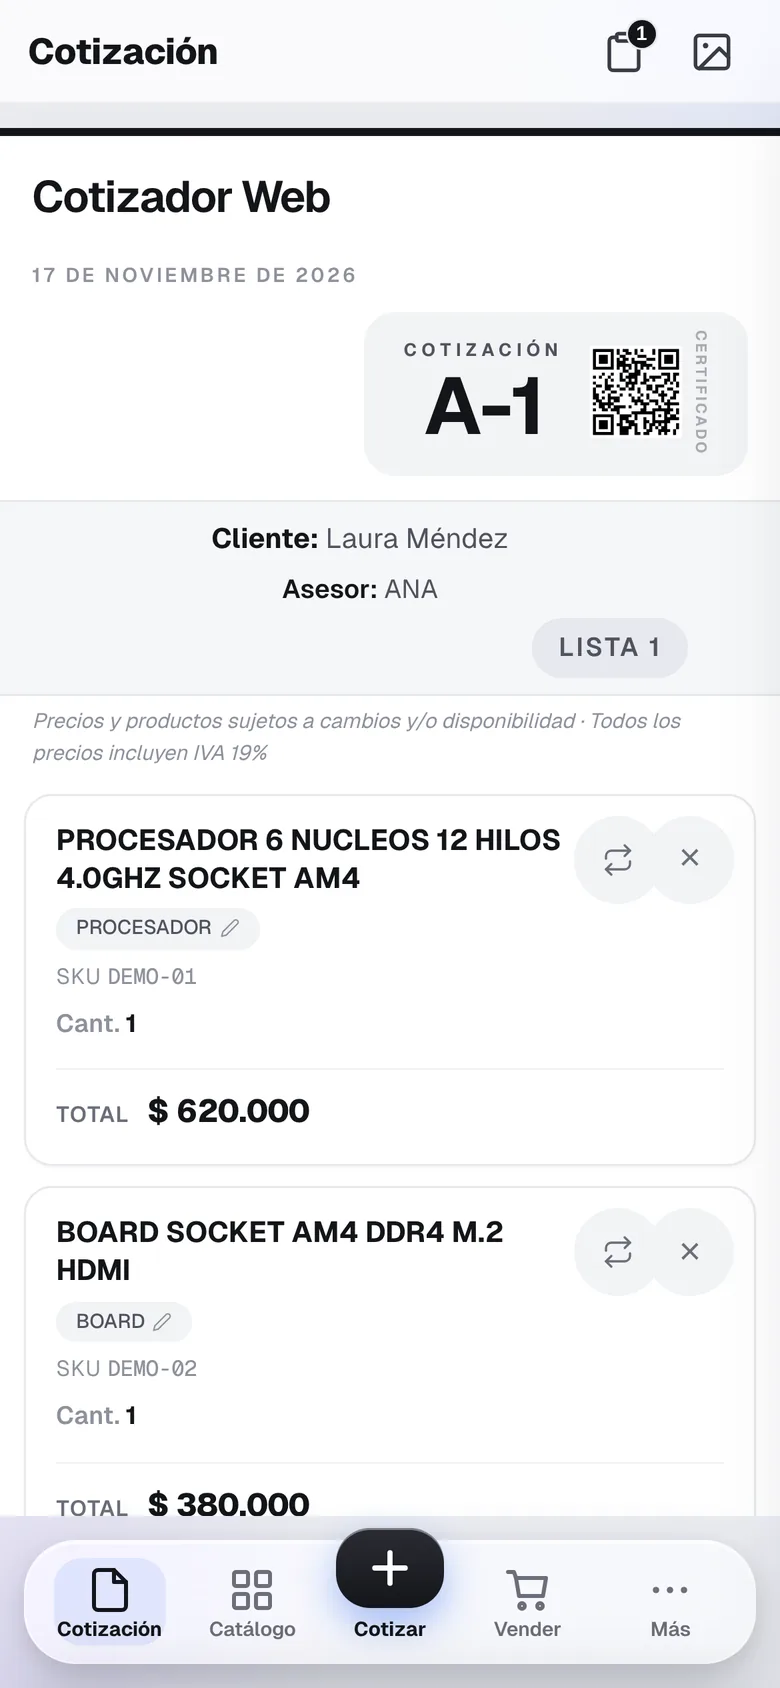 Cotización
1
Cotizador Web
17 DE NOVIEMBRE DE 2026
COTIZACIÓN
A-1
CERTIFICADO
Cliente: Laura Méndez
Asesor: ANA
LISTA 1
Precios y productos sujetos a cambios y/o disponibilidad · Todos los
precios incluyen IVA 19%
PROCESADOR 6 NUCLEOS 12 HILOS
4.0GHZ SOCKET AM4
PROCESADOR
SKU DEMO-01
Cant. 1
TOTAL $ 620.000
BOARD SOCKET AM4 DDR4 M.2
HDMI
BOARD
SKU DEMO-02
Cant. 1
TOTAL $ 380.000
Cotización
Catálogo
Cotizar
Vender
Más